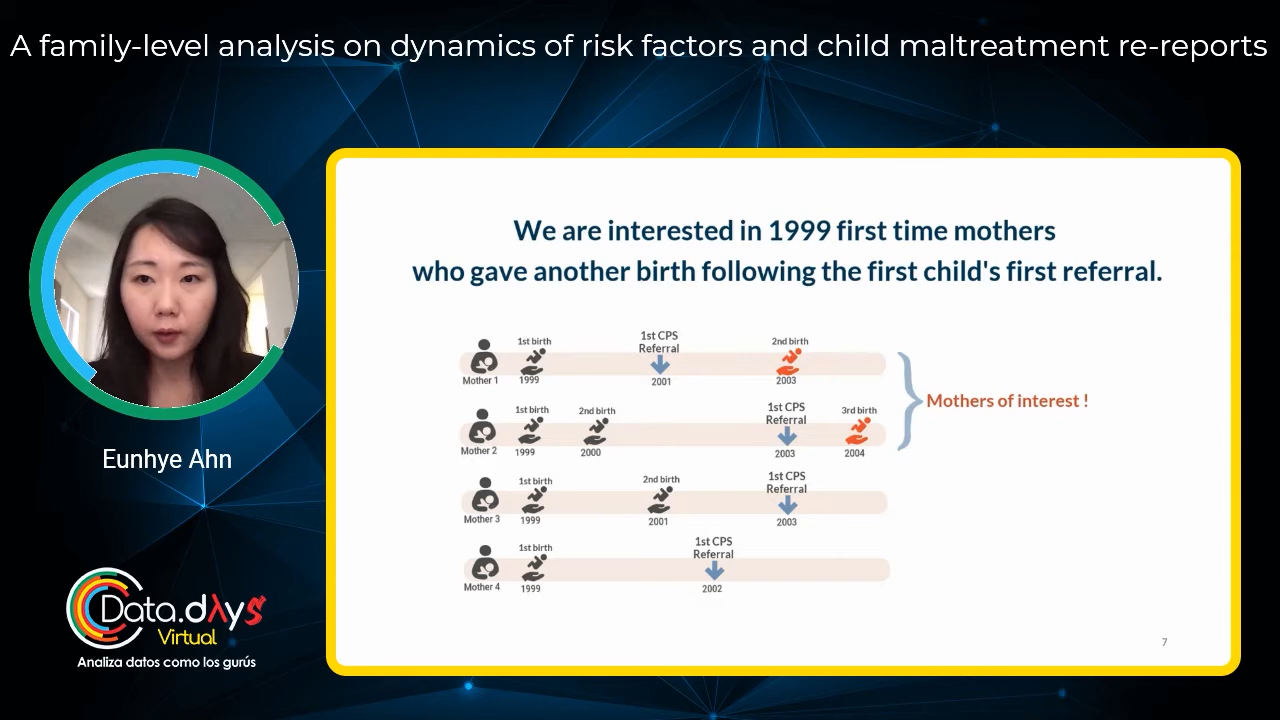 A family-level analysis on dynamics of risk factors and child maltreatment re-reports
We are interested in 1999 first time mothers
who gave another birth following the first child's first referral.
1st birth
1st CPS
Referral
2nd birth
Mother 1
1999
2001
2003
Mothers of interest !
1st birth
2nd birth
1st CPS
Referral
3rd birth
Mother 2
1999
2000
2003
2004
1st birth
2nd birth
1st CPS
Referral
Mother 3
1999
2001
2003
1st birth
1st CPS
Referral
Mother 4
1999
2002
7
Eunhye Ahn
Data.dλys
Virtual
Analiza datos como los gurús